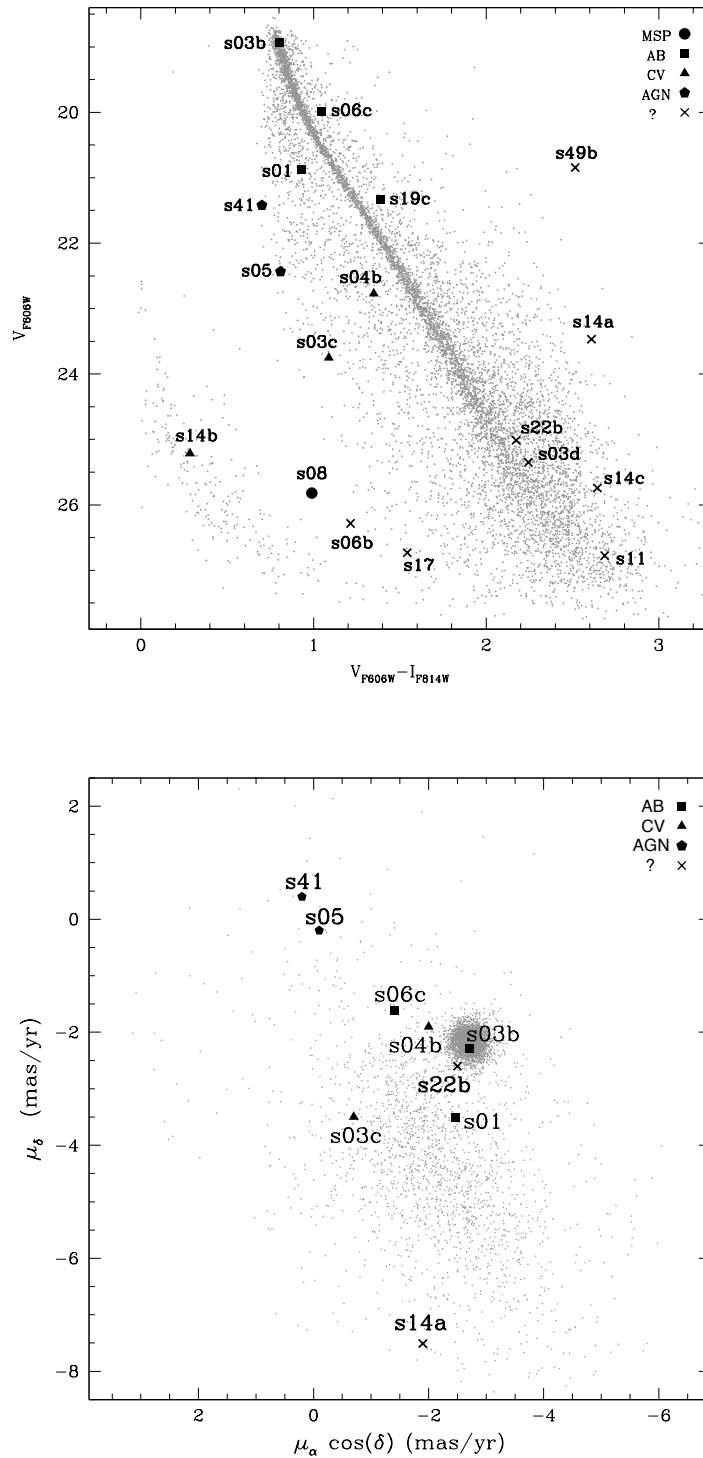 s03b
MSP
AB
CV
AGN
?
20
s06c
s01
s49b
s19c
s41
22
s05
s04b
V_F606W
s03c
s14a
24
s14b
s22b
s03d
s08
s14c
26
s06b
s17
s11
0 1 2 3
V_F606W−I_F814W
2
AB
CV
AGN
?
s41
0
s05
s06c
−2
s03b
s04b
s22b
s01
s03c
μ_δ (mas/yr)
−4
−6
s14a
−8
2 0 −2 −4 −6
μ_α cos(δ) (mas/yr)